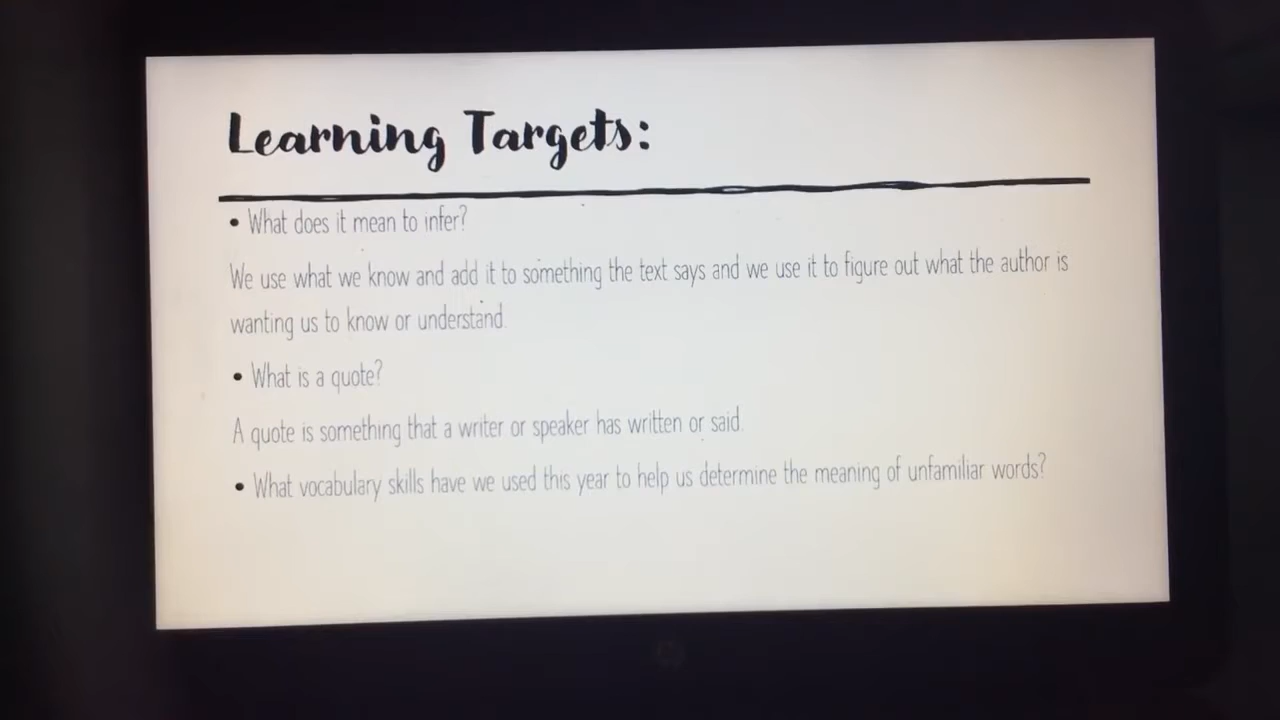 Learning Targets:
• What does it mean to infer?
We use what we know and add it to something the text says and we use it to figure out what the author is
wanting us to know or understand.
• What is a quote?
A quote is something that a writer or speaker has written or said.
• What vocabulary skills have we used this year to help us determine the meaning of unfamiliar words?